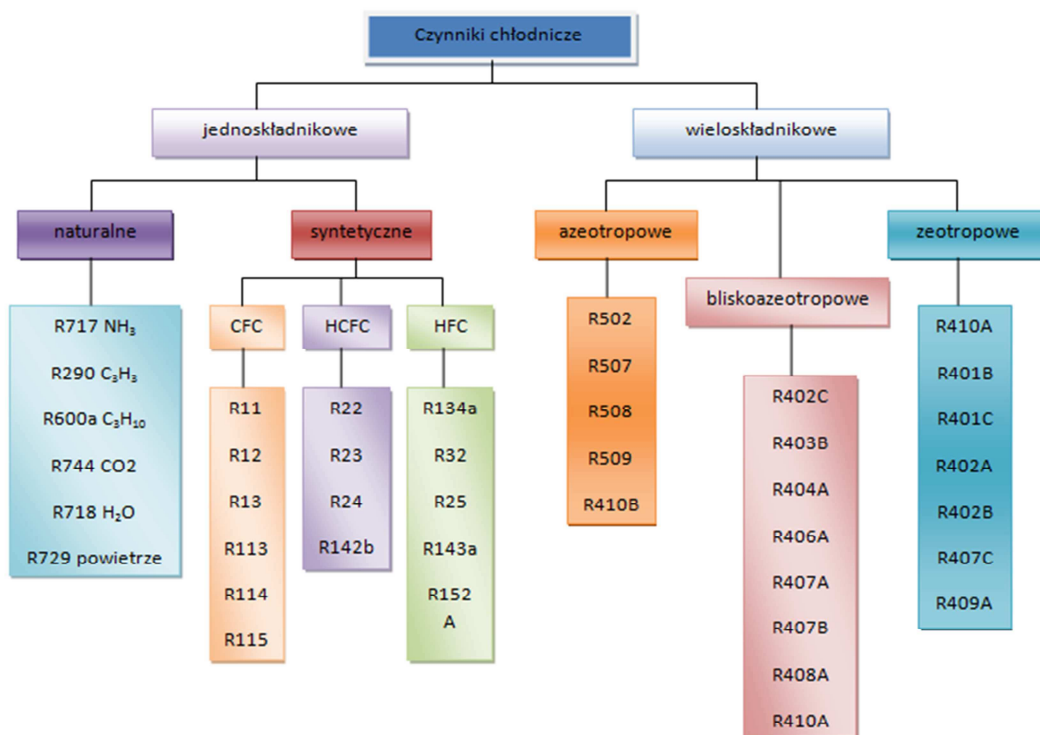 Czynniki chłodnicze
jednoskładnikowe
wieloskładnikowe
naturalne
syntetyczne
azeotropowe
zeotropowe
bliskoazeotropowe
R717 NH₃
R290 C₃H₃
R600a C₃H₁₀
R744 CO2
R718 H₂O
R729 powietrze
CFC
R11
R12
R13
R113
R114
R115
HCFC
R22
R23
R24
R142b
HFC
R134a
R32
R25
R143a
R152
A
R502
R507
R508
R509
R410B
R402C
R403B
R404A
R406A
R407A
R407B
R408A
R410A
R410A
R401B
R401C
R402A
R402B
R407C
R409A